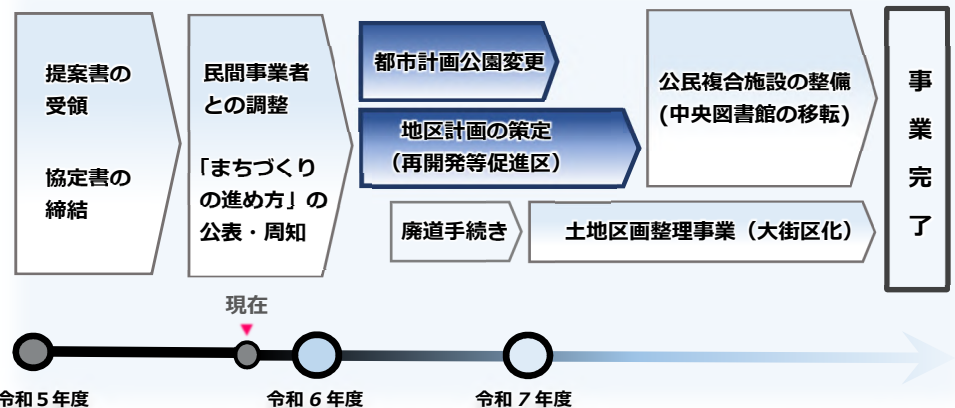 提案書の
受領
協定書の
締結
民間事業者
との調整
「まちづくり
の進め方」の
公表・周知
都市計画公園変更
地区計画の策定
（再開発等促進区）
廃道手続き
公民複合施設の整備
(中央図書館の移転)
土地区画整理事業（大街区化）
事業完了
現在
令和５年度
令和 6 年度
令和 7 年度